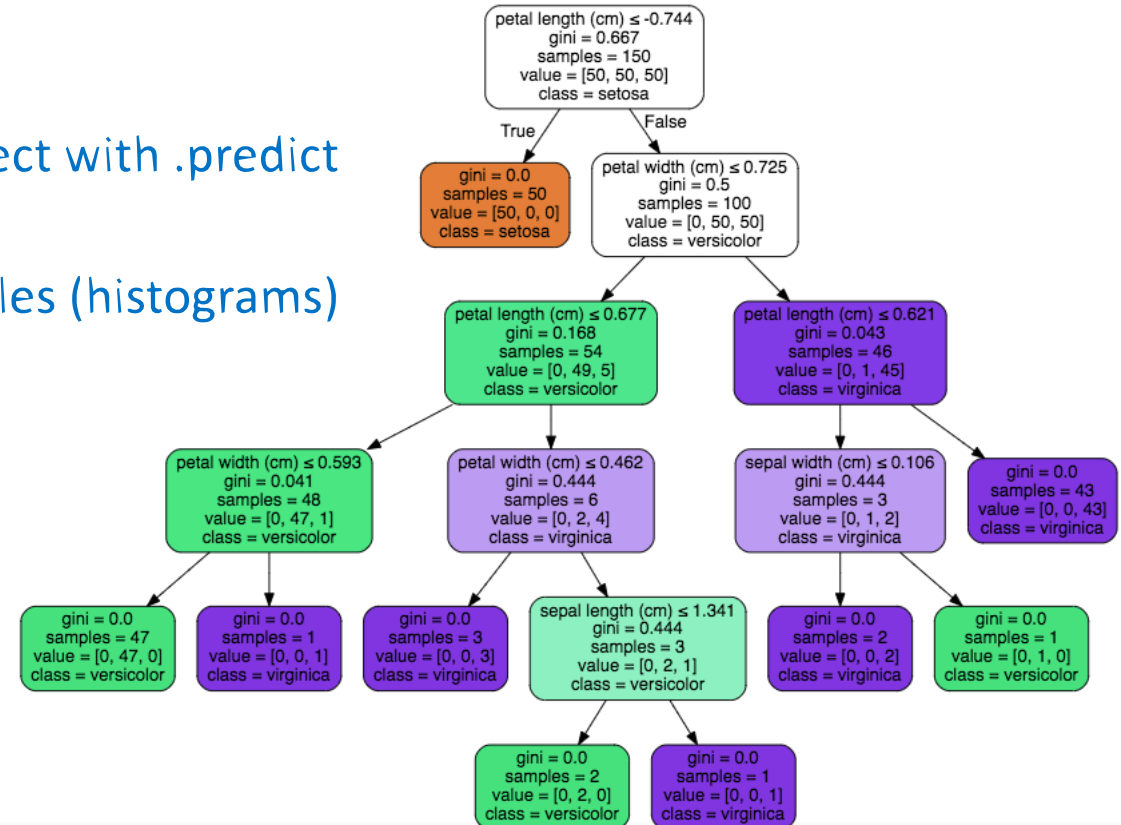 petal length (cm) ≤ -0.744
gini = 0.667
samples = 150
value = [50, 50, 50]
class = setosa
True
False
ect with .predict
gini = 0.0
samples = 50
value = [50, 0, 0]
class = setosa
petal width (cm) ≤ 0.725
gini = 0.5
samples = 100
value = [0, 50, 50]
class = versicolor
les (histograms)
petal length (cm) ≤ 0.677
gini = 0.168
samples = 54
value = [0, 49, 5]
class = versicolor
petal length (cm) ≤ 0.621
gini = 0.043
samples = 46
value = [0, 1, 45]
class = virginica
petal width (cm) ≤ 0.593
gini = 0.041
samples = 48
value = [0, 47, 1]
class = versicolor
petal width (cm) ≤ 0.462
gini = 0.444
samples = 6
value = [0, 2, 4]
class = virginica
sepal width (cm) ≤ 0.106
gini = 0.444
samples = 3
value = [0, 1, 2]
class = virginica
gini = 0.0
samples = 43
value = [0, 0, 43]
class = virginica
gini = 0.0
samples = 47
value = [0, 47, 0]
class = versicolor
gini = 0.0
samples = 1
value = [0, 0, 1]
class = virginica
gini = 0.0
samples = 3
value = [0, 0, 3]
class = virginica
sepal length (cm) ≤ 1.341
gini = 0.444
samples = 3
value = [0, 2, 1]
class = versicolor
gini = 0.0
samples = 2
value = [0, 0, 2]
class = virginica
gini = 0.0
samples = 1
value = [0, 1, 0]
class = versicolor
gini = 0.0
samples = 2
value = [0, 2, 0]
class = versicolor
gini = 0.0
samples = 1
value = [0, 0, 1]
class = virginica